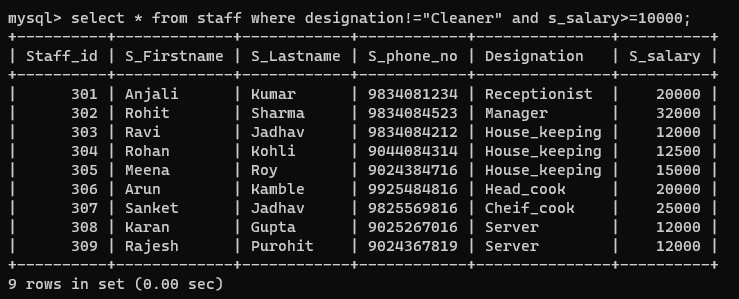 mysql> select * from staff where designation!="Cleaner" and s_salary>=10000;
+----------+-------------+------------+------------+---------------+----------+
| Staff_id | S_Firstname | S_Lastname | S_phone_no | Designation   | S_salary |
+----------+-------------+------------+------------+---------------+----------+
|      301 | Anjali      | Kumar      | 9834081234 | Receptionist  |    20000 |
|      302 | Rohit       | Sharma     | 9834084523 | Manager       |    32000 |
|      303 | Ravi        | Jadhav     | 9834084212 | House_keeping |    12000 |
|      304 | Rohan       | Kohli      | 9044084314 | House_keeping |    12500 |
|      305 | Meena       | Roy        | 9024384716 | House_keeping |    15000 |
|      306 | Arun        | Kamble     | 9925484816 | Head_cook     |    20000 |
|      307 | Sanket      | Jadhav     | 9825569816 | Cheif_cook    |    25000 |
|      308 | Karan       | Gupta      | 9025267016 | Server        |    12000 |
|      309 | Rajesh      | Purohit    | 9024367819 | Server        |    12000 |
+----------+-------------+------------+------------+---------------+----------+
9 rows in set (0.00 sec)